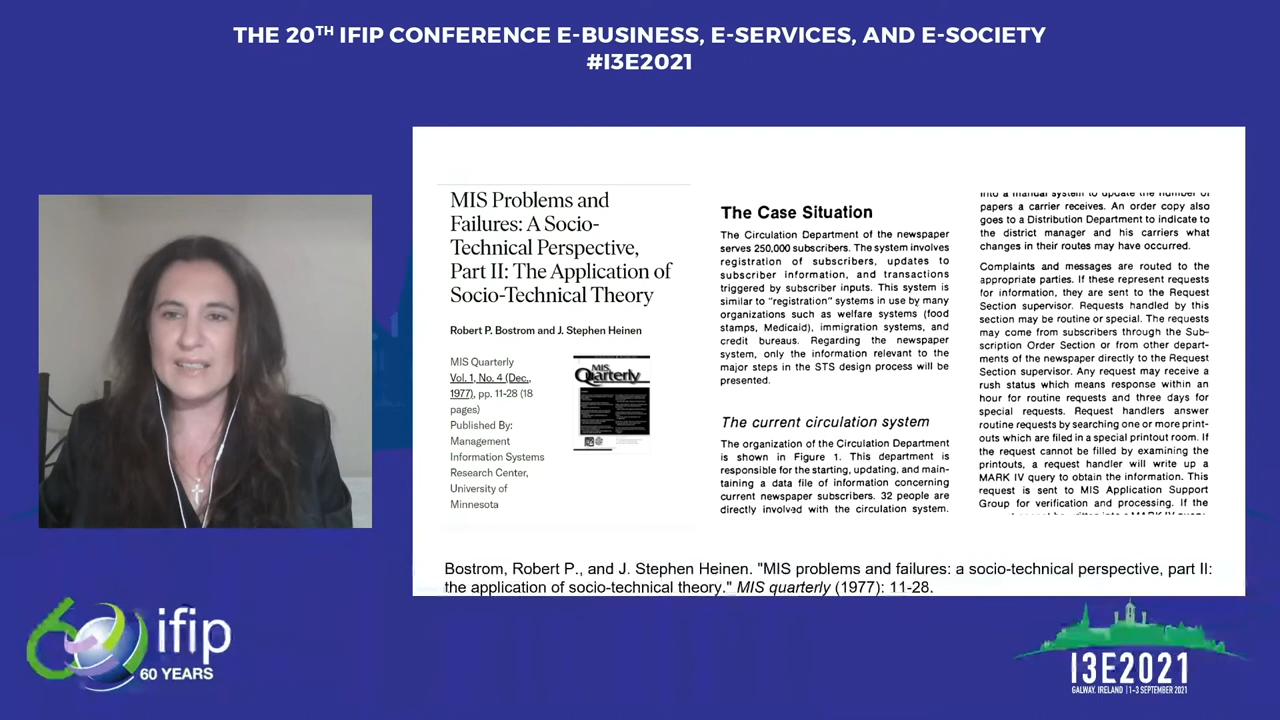 THE 20TH IFIP CONFERENCE E-BUSINESS, E-SERVICES, AND E-SOCIETY
#I3E2021
MIS Problems and
Failures: A Socio-
Technical Perspective,
Part II: The Application of
Socio-Technical Theory
Robert P. Bostrom and J. Stephen Heinen
MIS Quarterly
Vol. 1, No. 4 (Dec.,
1977), pp. 11-28 (18
pages)
Published By:
Management
Information Systems
Research Center,
University of
Minnesota
MIS
Quarterly
The Case Situation
The Circulation Department of the newspaper
serves 250,000 subscribers. The system involves
registration of subscribers, updates to
subscriber information, and transactions
triggered by subscriber inputs. This system is
similar to "registration" systems in use by many
organizations such as welfare systems (food
stamps, Medicaid), immigration systems, and
credit bureaus. Regarding the newspaper
system, only the information relevant to the
major steps in the STS design process will be
presented.
The current circulation system
The organization of the Circulation Department
is shown in Figure 1. This department is
responsible for the starting, updating, and main-
taining a data file of information concerning
current newspaper subscribers. 32 people are
directly involved with the circulation system.
into a manual system to update the number of
papers a carrier receives. An order copy also
goes to a Distribution Department to indicate to
the district manager and his carriers what
changes in their routes may have occurred.
Complaints and messages are routed to the
appropriate parties. If these represent requests
for information, they are sent to the Request
Section supervisor. Requests handled by this
section may be routine or special. The requests
may come from subscribers through the Sub-
scription Order Section or from other depart-
ments of the newspaper directly to the Request
Section supervisor. Any request may receive a
rush status which means response within an
hour for routine requests and three days for
special requests. Request handlers answer
routine requests by searching one or more print-
outs which are filed in a special printout room. If
the request cannot be filled by examining the
printouts, a request handler will write up a
MARK IV query to obtain the information. This
request is sent to MIS Application Support
Group for verification and processing. If the
Bostrom, Robert P., and J. Stephen Heinen. "MIS problems and failures: a socio-technical perspective, part II:
the application of socio-technical theory." MIS quarterly (1977): 11-28.
60 ifip
60 YEARS
I3E2021
GALWAY, IRELAND | 1-3 SEPTEMBER 2021